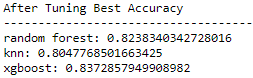 After Tuning Best Accuracy
--------------------------------
random forest: 0.8238340342728016
knn: 0.8047768501663425
xgboost: 0.8372857949908982